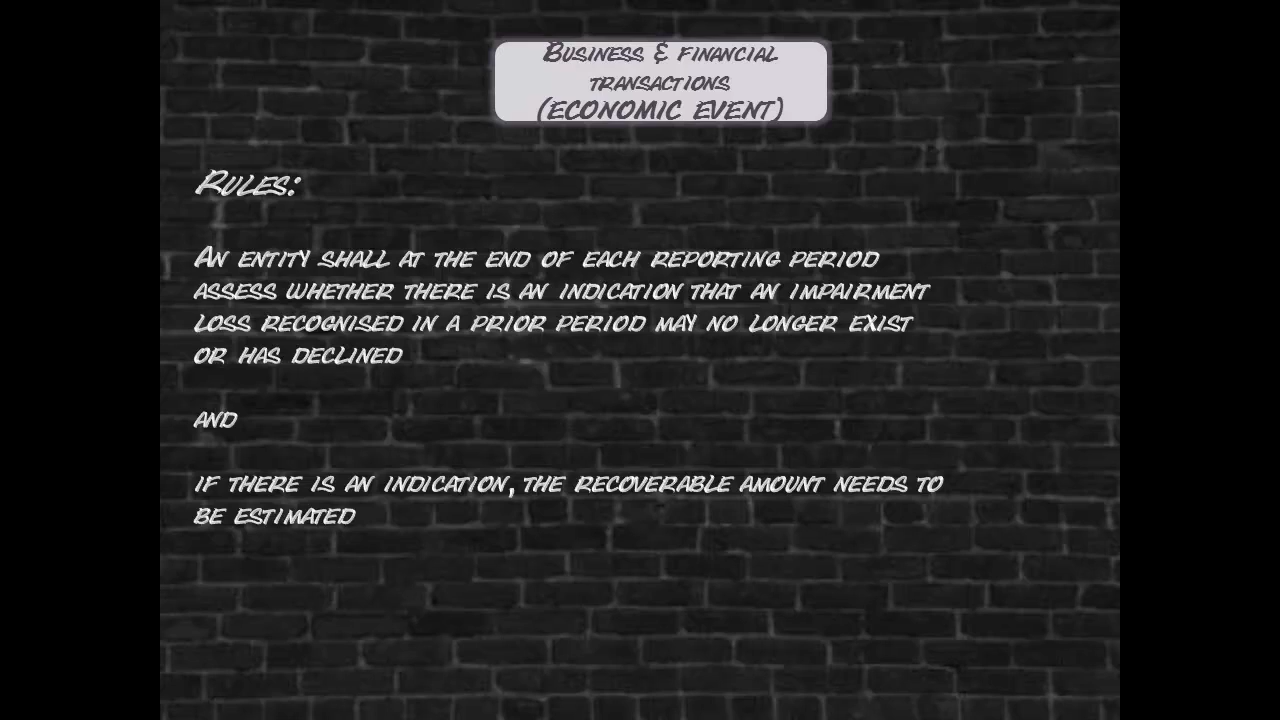 Business & financial
transactions
(economic event)
Rules:
An entity shall at the end of each reporting period
assess whether there is an indication that an impairment
loss recognised in a prior period may no longer exist
or has declined
and
if there is an indication, the recoverable amount needs to
be estimated